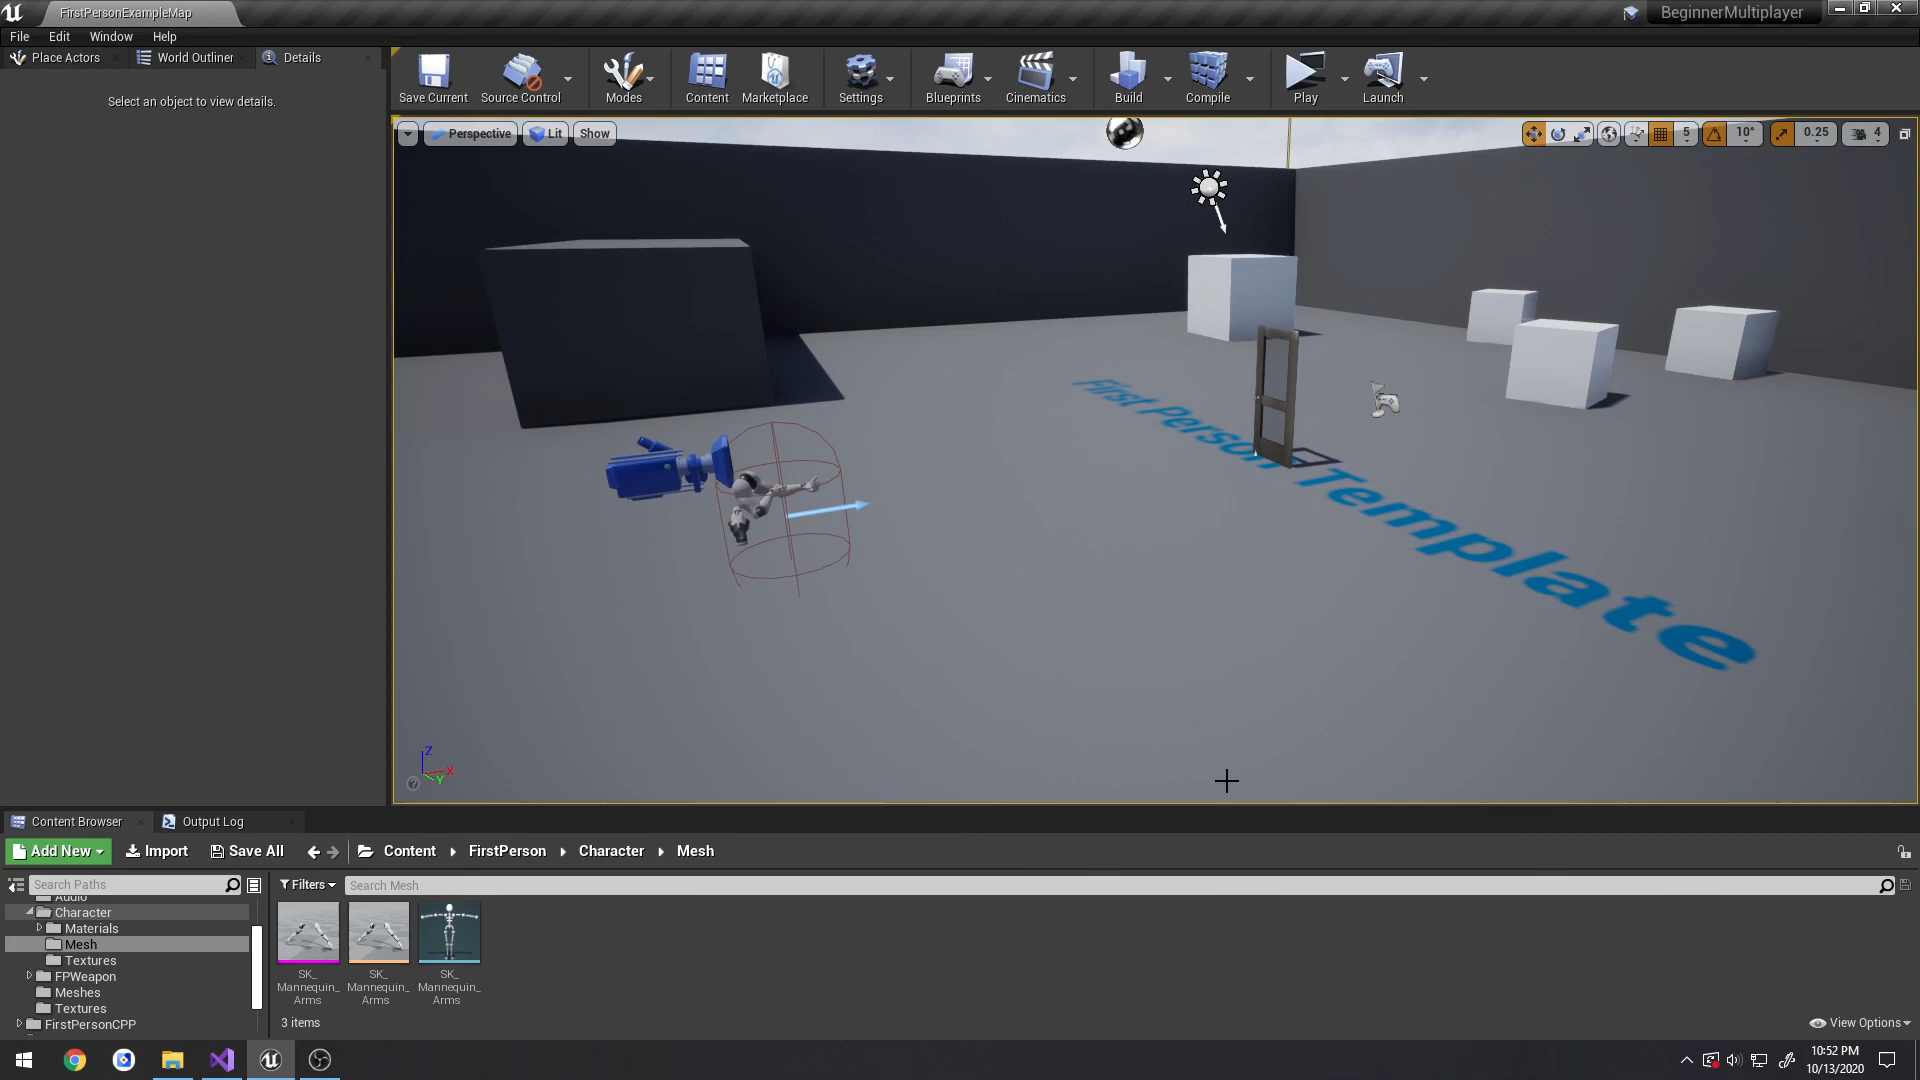 FirstPersonExampleMap
BeginnerMultiplayer
File Edit Window Help
Place Actors World Outliner Details
Select an object to view details.
Save Current Source Control Modes Content Marketplace Settings Blueprints Cinematics Build Compile Play Launch
Perspective Lit Show
5 10° 0.25 4
First Person Template
Z
X
Y
Content Browser Output Log
Add New Import Save All Content FirstPerson Character Mesh
Search Paths
Filters
Search Mesh
Audio
Character
Materials
Mesh
Textures
FPWeapon
Meshes
Textures
FirstPersonCPP
SK_
Mannequin_
Arms
SK_
Mannequin_
Arms
SK_
Mannequin_
Arms
3 items
View Options
10:52 PM
10/13/2020